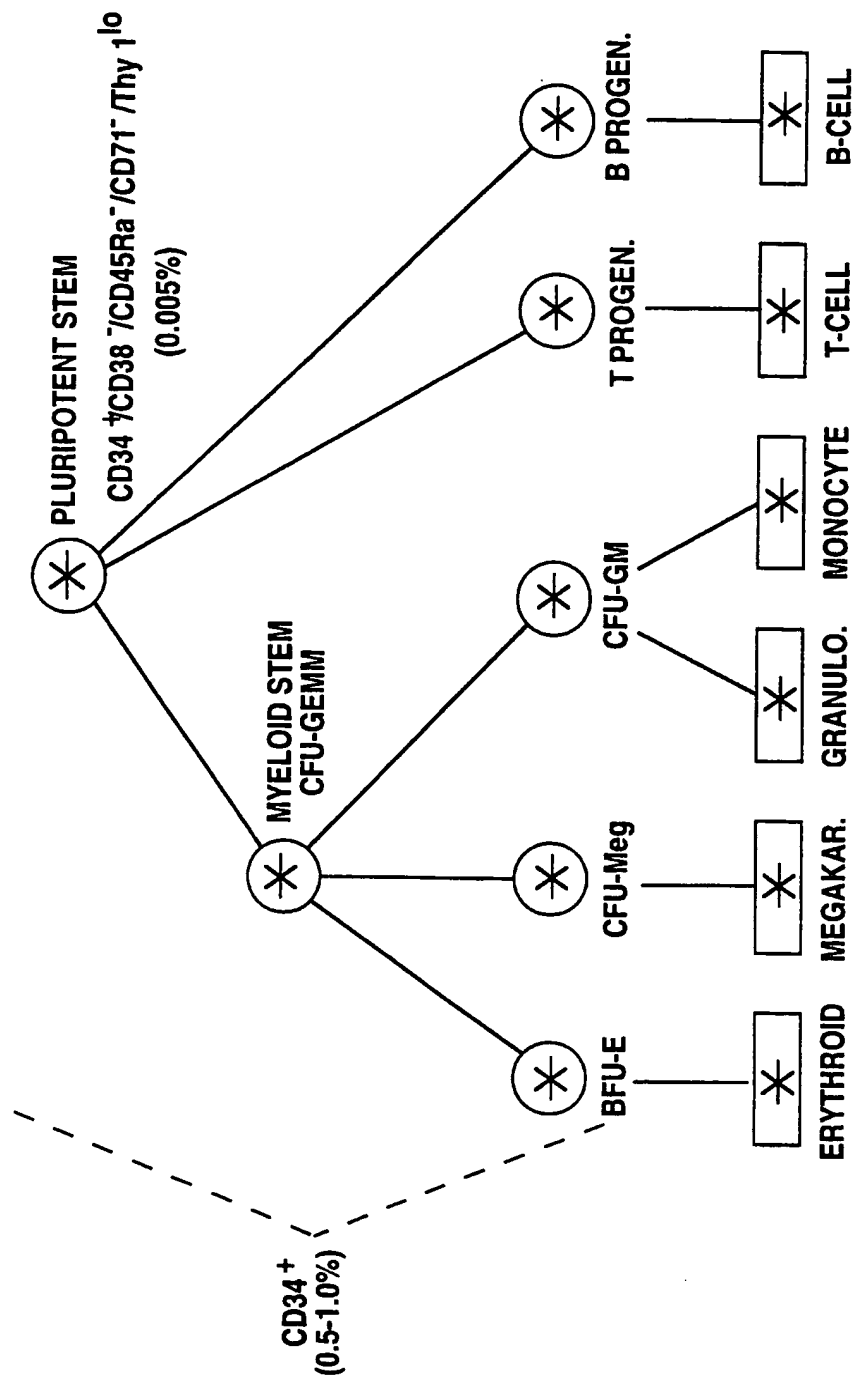 PLURIPOTENT STEM
CD34⁺/CD38⁻/CD45Ra⁻/CD71⁻/Thy 1ˡᵒ
(0.005%)
MYELOID STEM
CFU-GEMM
CD34⁺
(0.5-1.0%)
BFU-E
CFU-Meg
CFU-GM
T PROGEN.
B PROGEN.
ERYTHROID
MEGAKAR.
GRANULO.
MONOCYTE
T-CELL
B-CELL